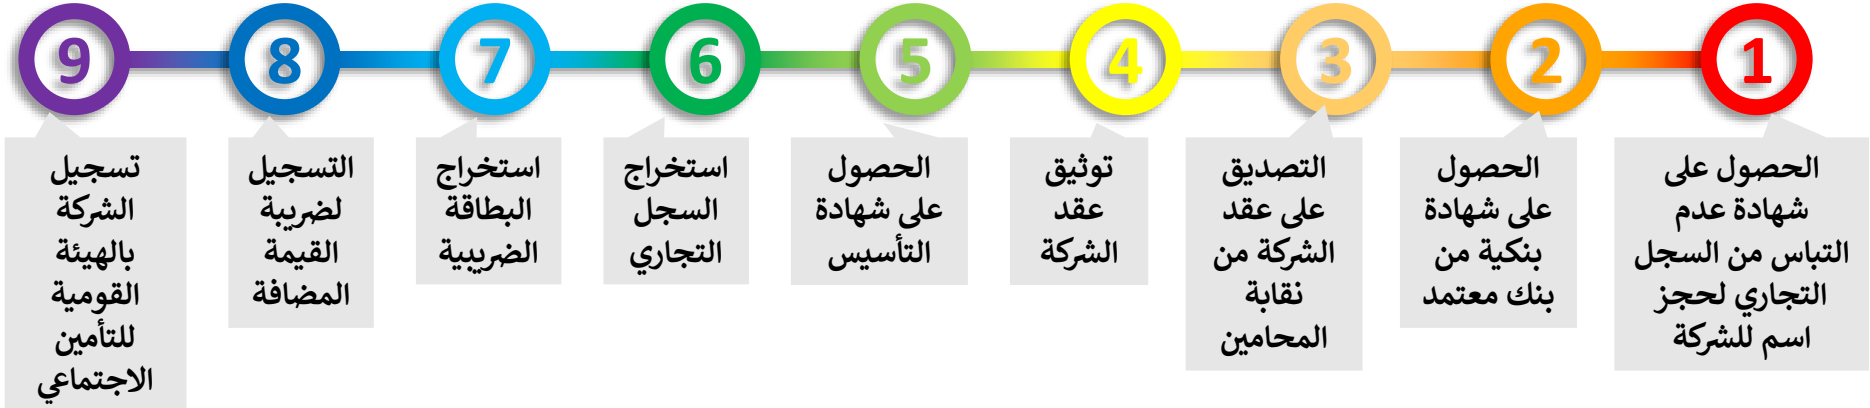 1
الحصول على
شهادة عدم
التباس من السجل
التجاري لحجز
اسم للشركة
2
الحصول
على شهادة
بنكية من
بنك معتمد
3
التصديق
على عقد
الشركة من
نقابة
المحامين
4
توثيق
عقد
الشركة
5
الحصول
على شهادة
التأسيس
6
استخراج
السجل
التجاري
7
استخراج
البطاقة
الضريبية
8
التسجيل
لضريبة
القيمة
المضافة
9
تسجيل
الشركة
بالهيئة
القومية
للتأمين
الاجتماعي